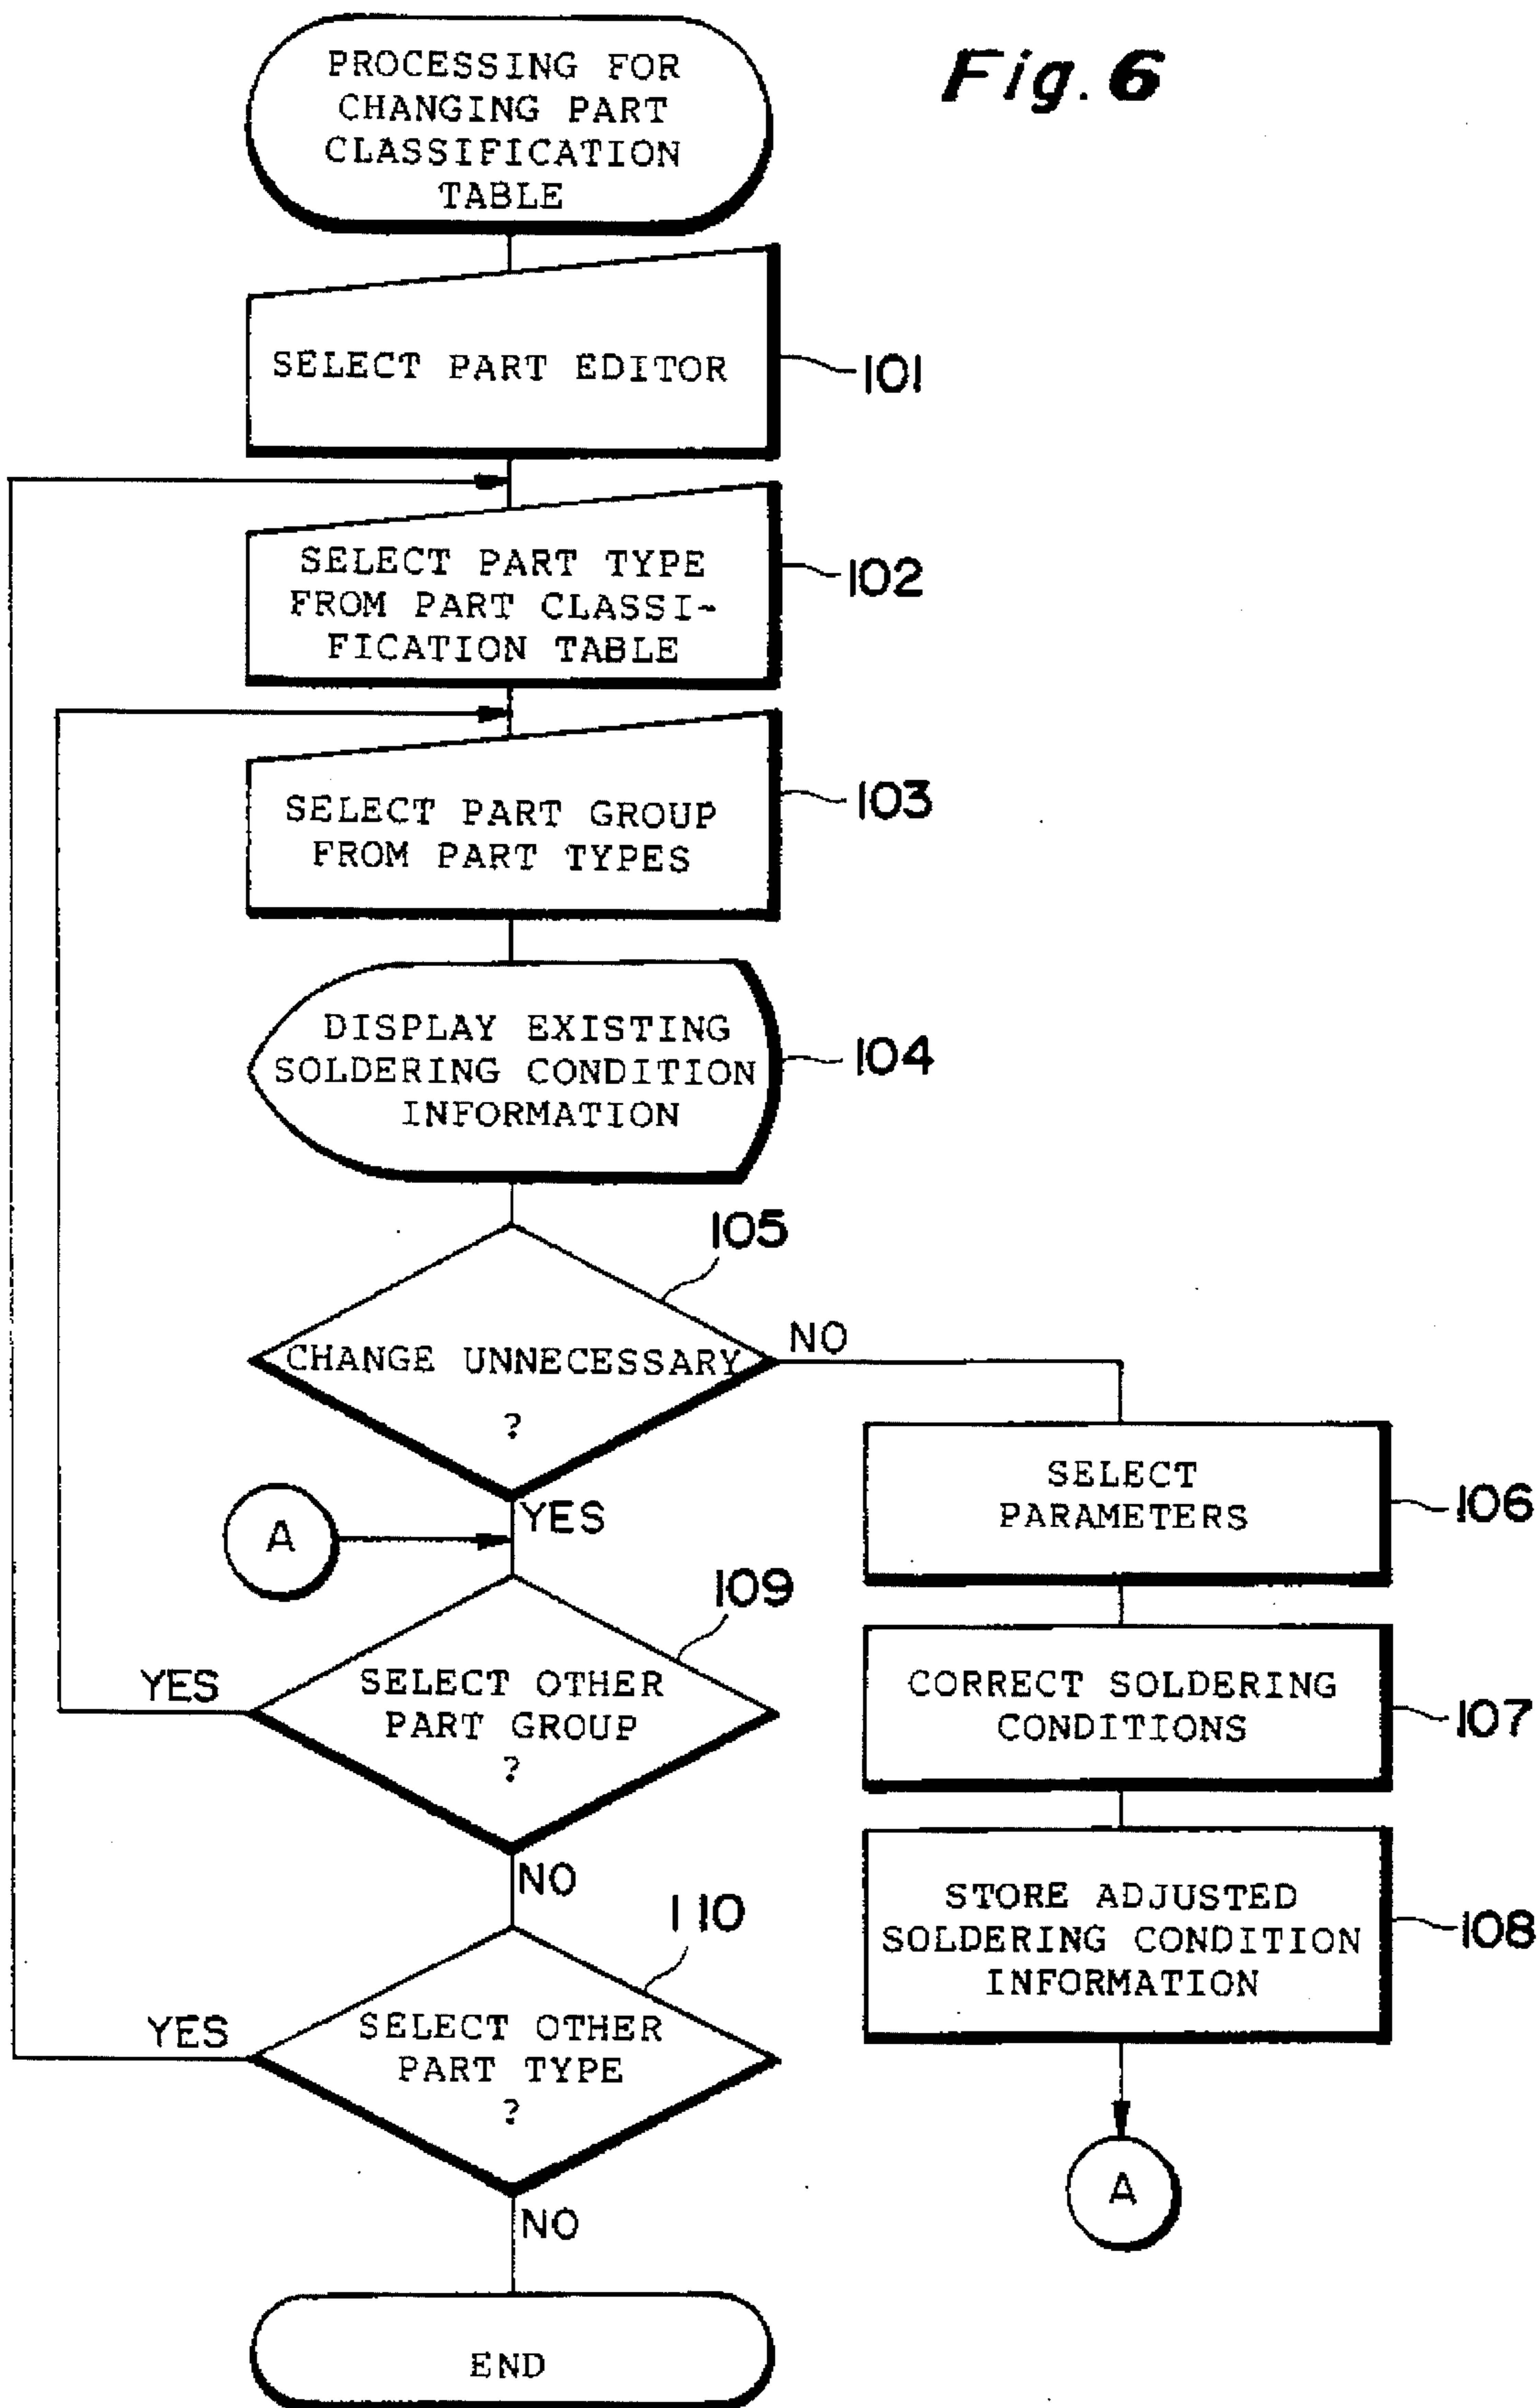 Fig. 6
PROCESSING FOR
CHANGING PART
CLASSIFICATION
TABLE
SELECT PART EDITOR
101
SELECT PART TYPE
FROM PART CLASSI-
FICATION TABLE
102
SELECT PART GROUP
FROM PART TYPES
103
DISPLAY EXISTING
SOLDERING CONDITION
INFORMATION
104
105
CHANGE UNNECESSARY
?
NO
YES
A
SELECT
PARAMETERS
106
CORRECT SOLDERING
CONDITIONS
107
STORE ADJUSTED
SOLDERING CONDITION
INFORMATION
108
A
109
SELECT OTHER
PART GROUP
?
YES
NO
110
SELECT OTHER
PART TYPE
?
YES
NO
END